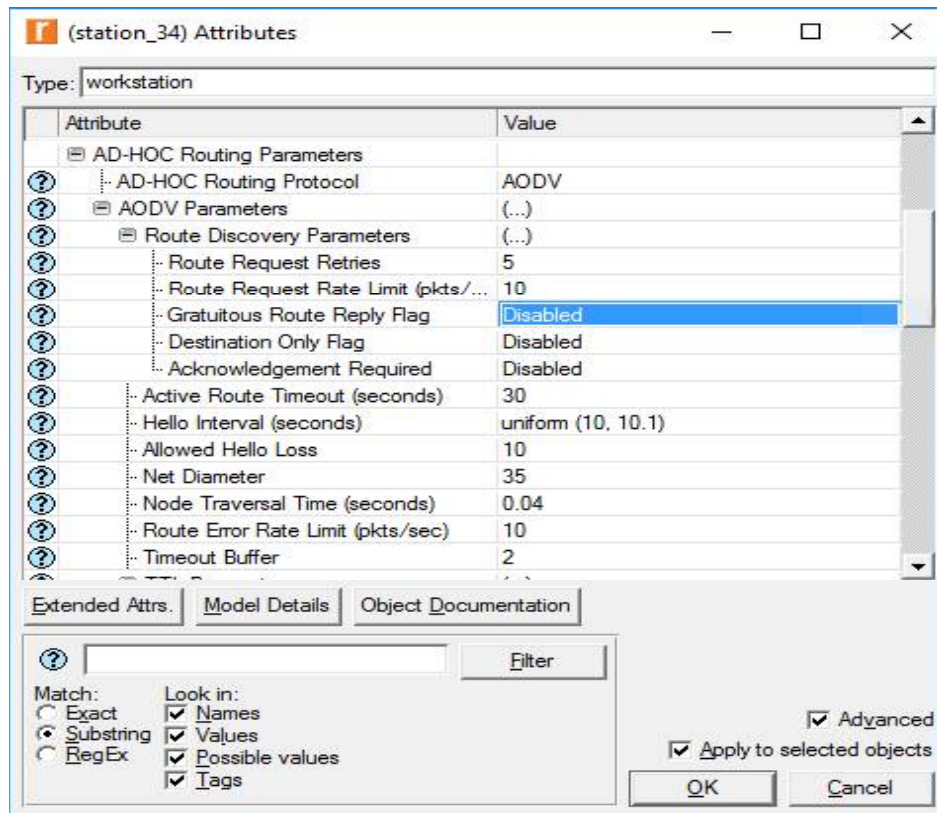 (station_34) Attributes
Type: workstation
Attribute Value
AD-HOC Routing Parameters
AD-HOC Routing Protocol AODV
AODV Parameters (...)
Route Discovery Parameters (...)
Route Request Retries 5
Route Request Rate Limit (pkts/... 10
Gratuitous Route Reply Flag Disabled
Destination Only Flag Disabled
Acknowledgement Required Disabled
Active Route Timeout (seconds) 30
Hello Interval (seconds) uniform (10, 10.1)
Allowed Hello Loss 10
Net Diameter 35
Node Traversal Time (seconds) 0.04
Route Error Rate Limit (pkts/sec) 10
Timeout Buffer 2
Extended Attrs. Model Details Object Documentation
Filter
Match: Look in:
Exact Names
Substring Values
RegEx Possible values
Tags
Advanced
Apply to selected objects
OK Cancel